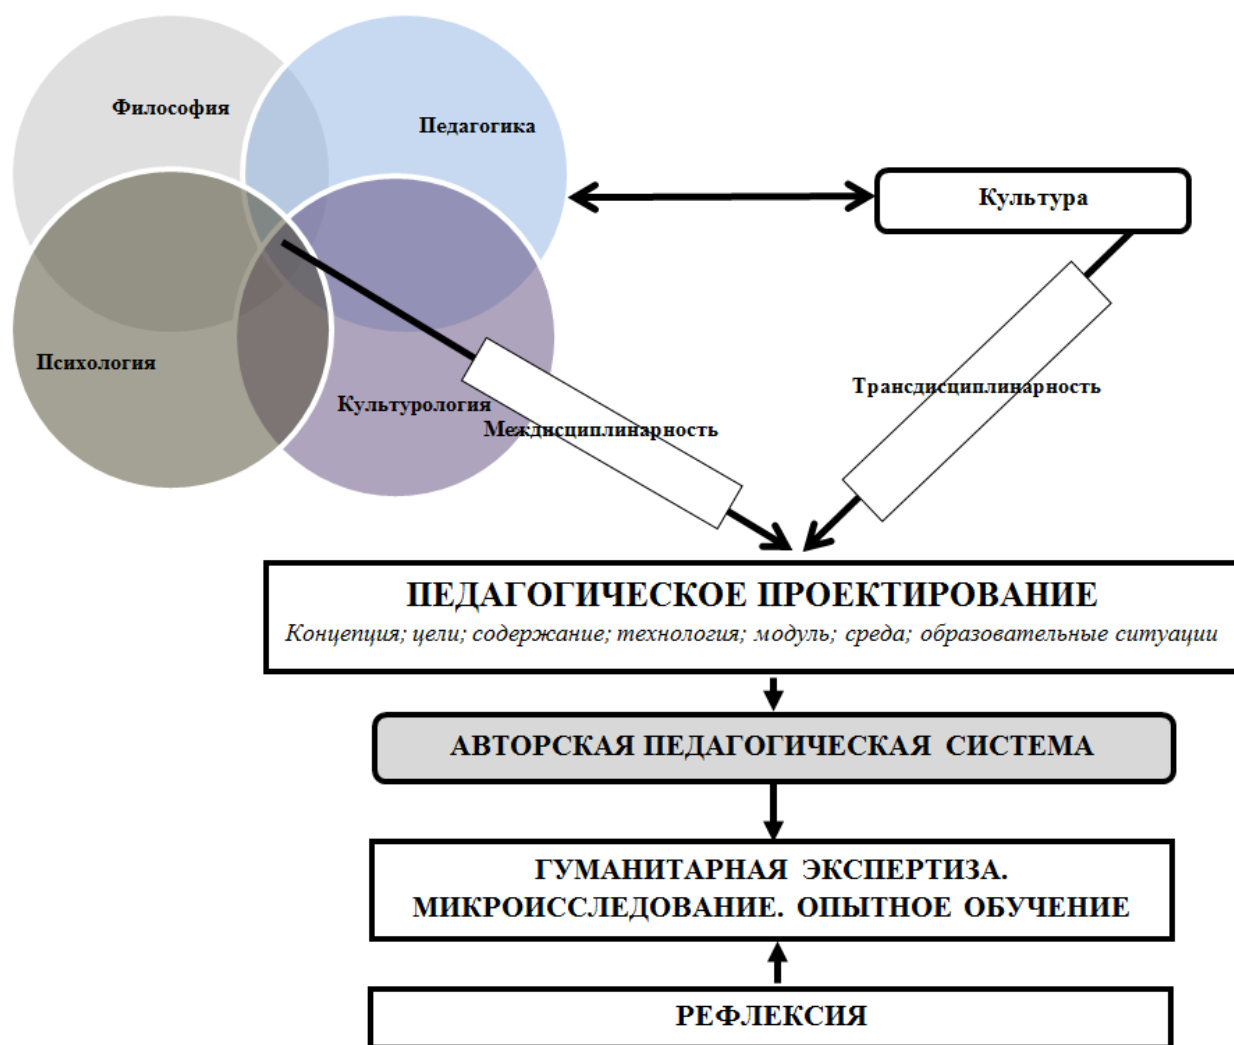 Философия
Педагогика
Культура
Психология
Культурология
Трансдисциплинарность
Междисциплинарность
ПЕДАГОГИЧЕСКОЕ ПРОЕКТИРОВАНИЕ
Концепция; цели; содержание; технология; модуль; среда; образовательные ситуации
АВТОРСКАЯ ПЕДАГОГИЧЕСКАЯ СИСТЕМА
ГУМАНИТАРНАЯ ЭКСПЕРТИЗА.
МИКРОИССЛЕДОВАНИЕ. ОПЫТНОЕ ОБУЧЕНИЕ
РЕФЛЕКСИЯ